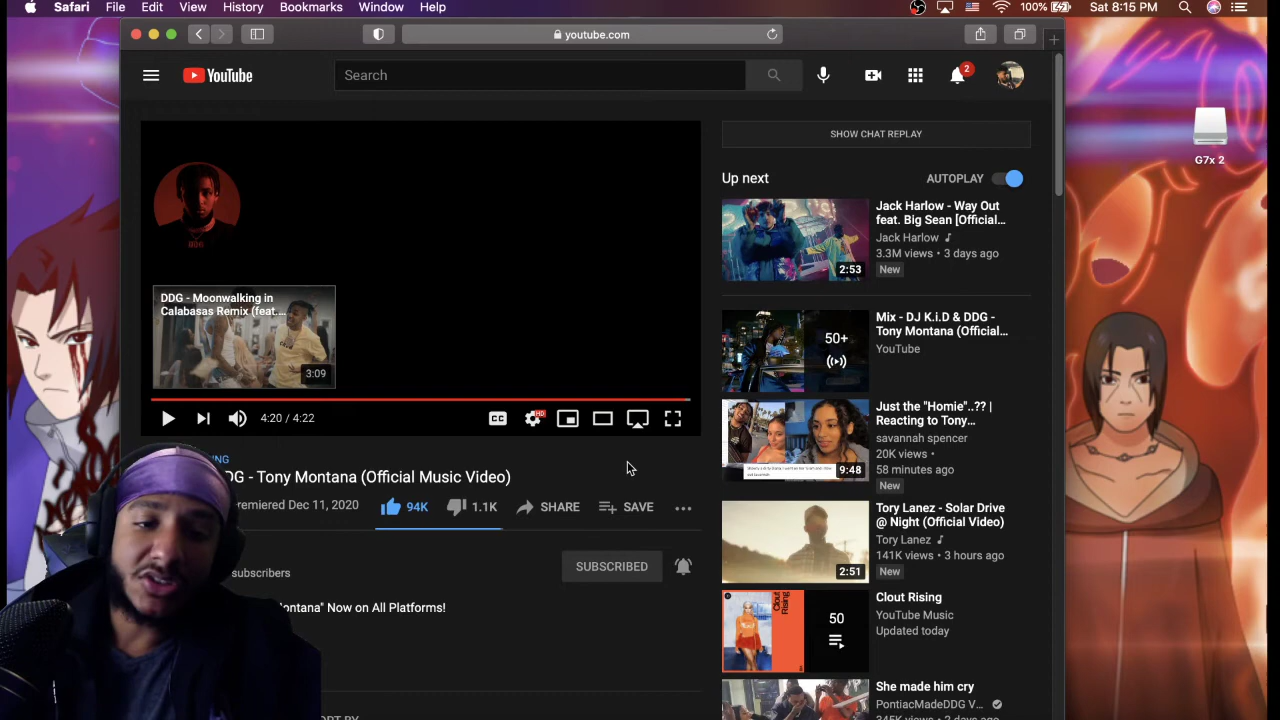 Safari File Edit View History Bookmarks Window Help 100% Sat 8:15 PM
youtube.com
YouTube
Search
2
G7x 2
DDG - Moonwalking in
Calabasas Remix (feat....
3:09
4:20 / 4:22
CC
HD
DG - Tony Montana (Official Music Video)
remiered Dec 11, 2020
94K
1.1K
SHARE
SAVE
subscribers
SUBSCRIBED
ontana" Now on All Platforms!
SHOW CHAT REPLAY
Up next
AUTOPLAY
Jack Harlow - Way Out
feat. Big Sean [Official...
Jack Harlow
3.3M views • 3 days ago
New
2:53
Mix - DJ K.i.D & DDG -
Tony Montana (Official...
YouTube
50+
Just the "Homie"..?? |
Reacting to Tony...
savannah spencer
20K views •
58 minutes ago
New
9:48
Tory Lanez - Solar Drive
@ Night (Official Video)
Tory Lanez
141K views • 3 hours ago
New
2:51
Clout Rising
YouTube Music
Updated today
Clout
Rising
50
She made him cry
PontiacMadeDDG V...